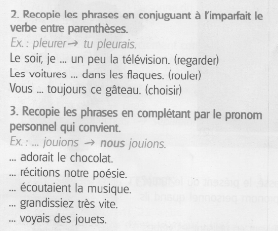 2. Recopie les phrases en conjuguant à l'imparfait le
verbe entre parenthèses.
Ex. : pleurer → tu pleurais.
Le soir, je ... un peu la télévision. (regarder)
Les voitures ... dans les flaques. (rouler)
Vous ... toujours ce gâteau. (choisir)
3. Recopie les phrases en complétant par le pronom
personnel qui convient.
Ex. : ... jouions → nous jouions.
... adorait le chocolat.
... récitions notre poésie.
... écoutaient la musique.
... grandissiez très vite.
... voyais des jouets.